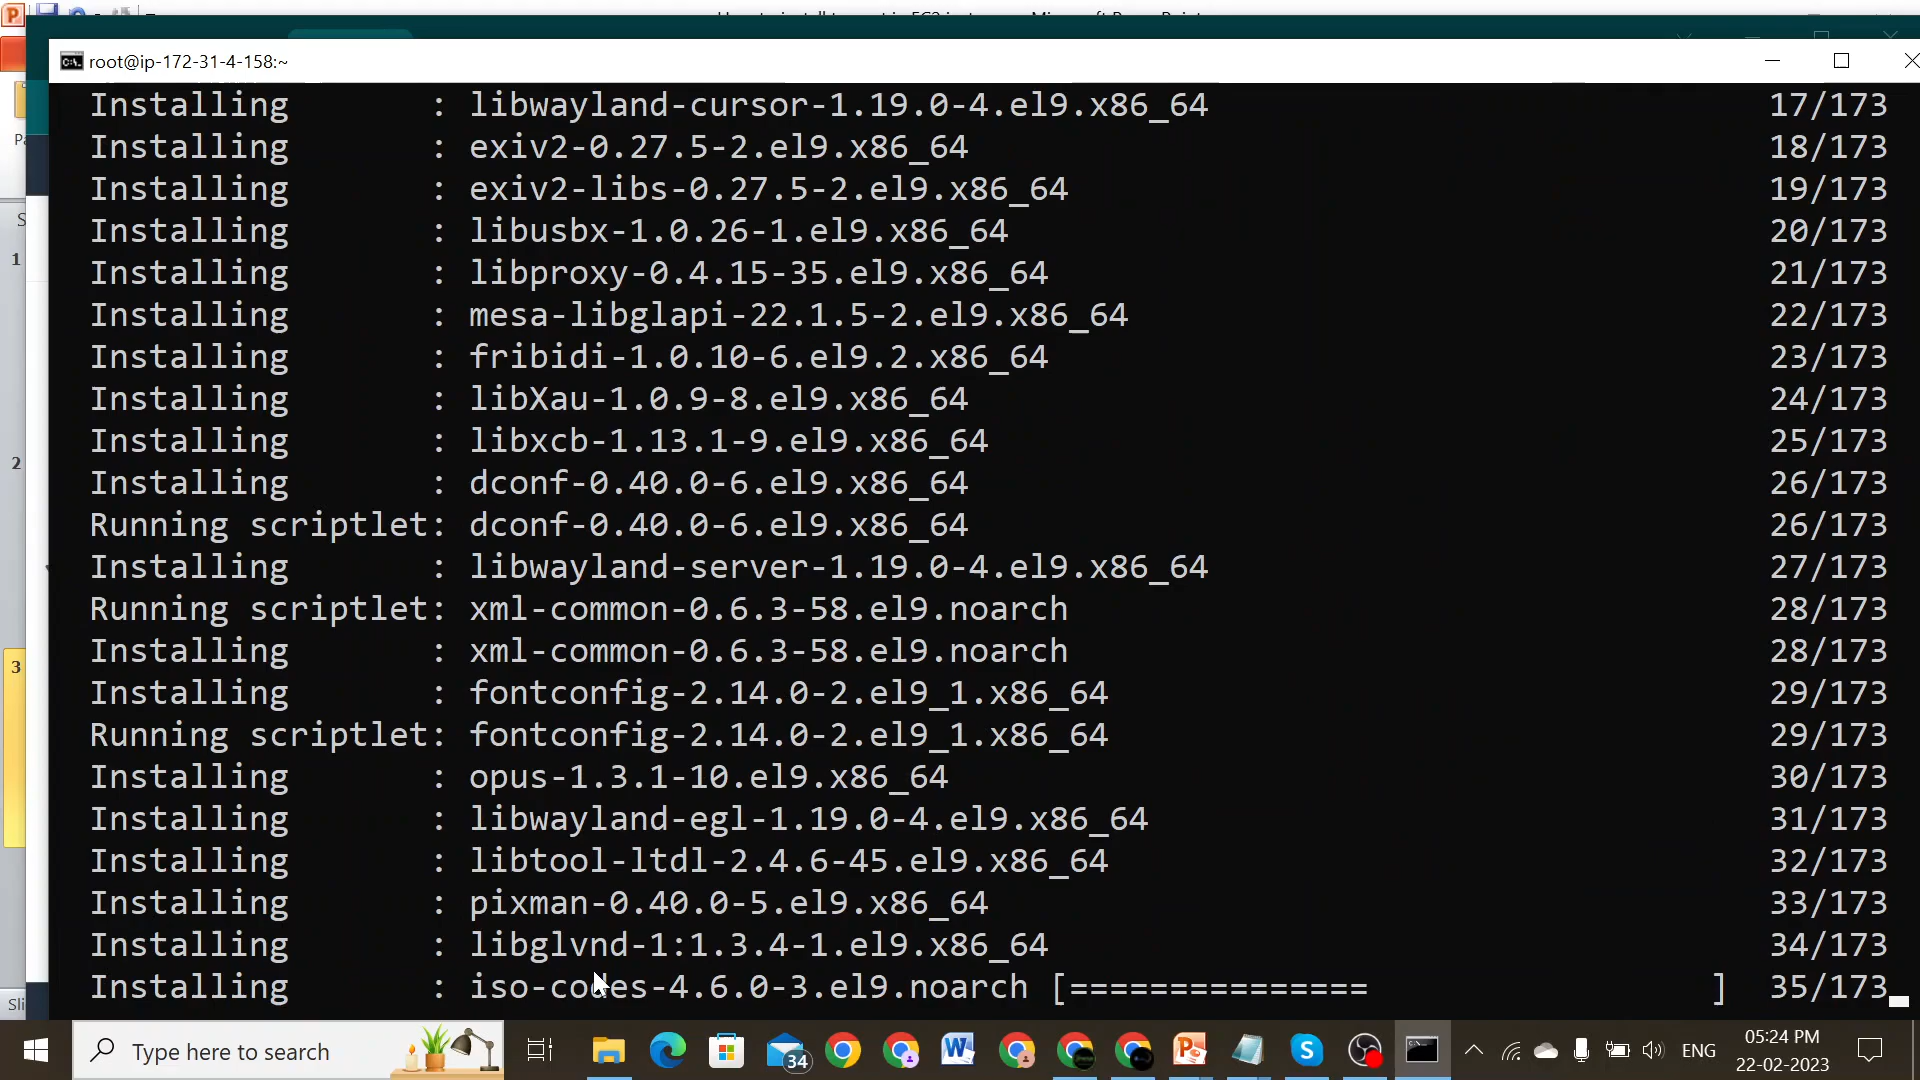 root@ip-172-31-4-158:~
Installing : libwayland-cursor-1.19.0-4.el9.x86_64 17/173
Installing : exiv2-0.27.5-2.el9.x86_64 18/173
Installing : exiv2-libs-0.27.5-2.el9.x86_64 19/173
Installing : libusbx-1.0.26-1.el9.x86_64 20/173
Installing : libproxy-0.4.15-35.el9.x86_64 21/173
Installing : mesa-libglapi-22.1.5-2.el9.x86_64 22/173
Installing : fribidi-1.0.10-6.el9.2.x86_64 23/173
Installing : libXau-1.0.9-8.el9.x86_64 24/173
Installing : libxcb-1.13.1-9.el9.x86_64 25/173
Installing : dconf-0.40.0-6.el9.x86_64 26/173
Running scriptlet: dconf-0.40.0-6.el9.x86_64 26/173
Installing : libwayland-server-1.19.0-4.el9.x86_64 27/173
Running scriptlet: xml-common-0.6.3-58.el9.noarch 28/173
Installing : xml-common-0.6.3-58.el9.noarch 28/173
Installing : fontconfig-2.14.0-2.el9_1.x86_64 29/173
Running scriptlet: fontconfig-2.14.0-2.el9_1.x86_64 29/173
Installing : opus-1.3.1-10.el9.x86_64 30/173
Installing : libwayland-egl-1.19.0-4.el9.x86_64 31/173
Installing : libtool-ltdl-2.4.6-45.el9.x86_64 32/173
Installing : pixman-0.40.0-5.el9.x86_64 33/173
Installing : libglvnd-1:1.3.4-1.el9.x86_64 34/173
Installing : iso-codes-4.6.0-3.el9.noarch [=============== ] 35/173
1
2
3
Type here to search
34
ENG
05:24 PM
22-02-2023